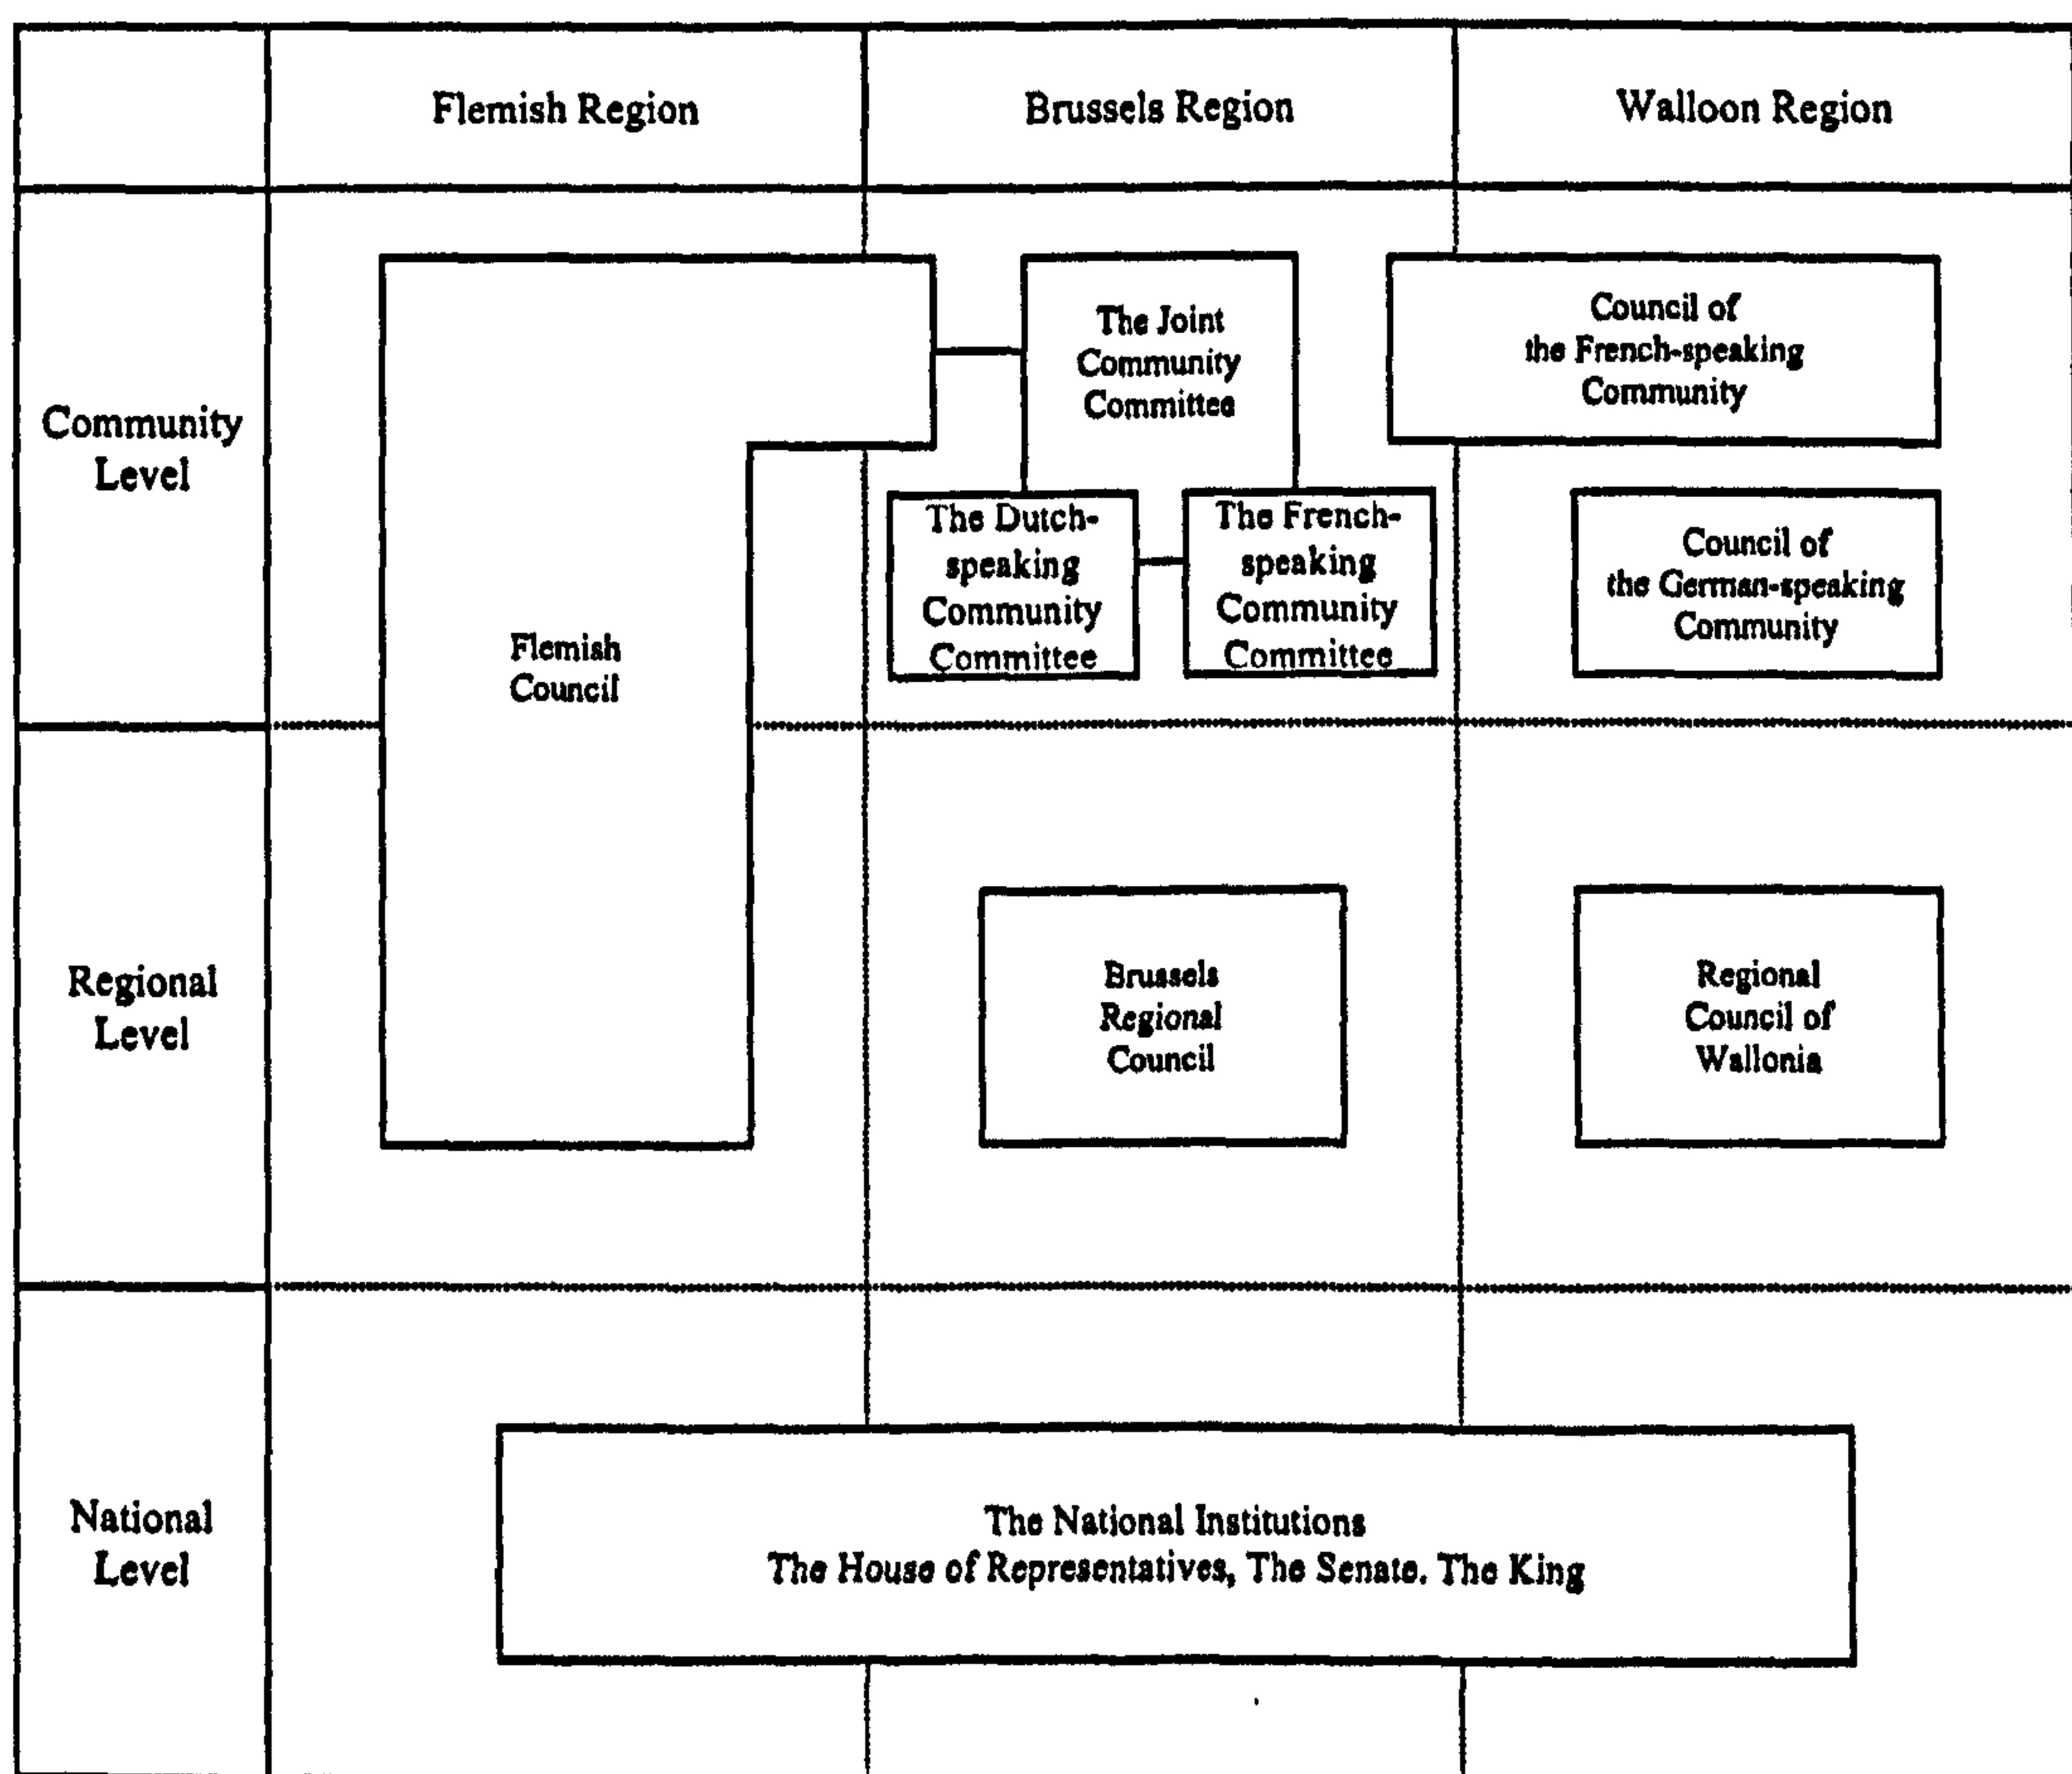 Flemish Region
Brussels Region
Walloon Region
Community
Level
Flemish
Council
The Joint
Community
Committee
The Dutch-
speaking
Community
Committee
The French-
speaking
Community
Committee
Council of
the French-speaking
Community
Council of
the German-speaking
Community
Regional
Level
Brussels
Regional
Council
Regional
Council of
Wallonia
National
Level
The National Institutions
The House of Representatives, The Senate. The King